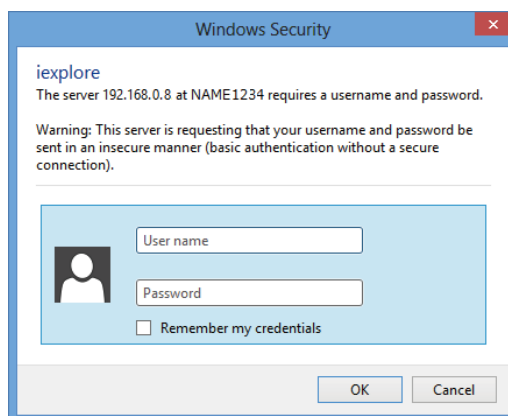 Windows Security
iexplore
The server 192.168.0.8 at NAME1234 requires a username and password.
Warning: This server is requesting that your username and password be
sent in an insecure manner (basic authentication without a secure
connection).
User name
Password
Remember my credentials
OK Cancel